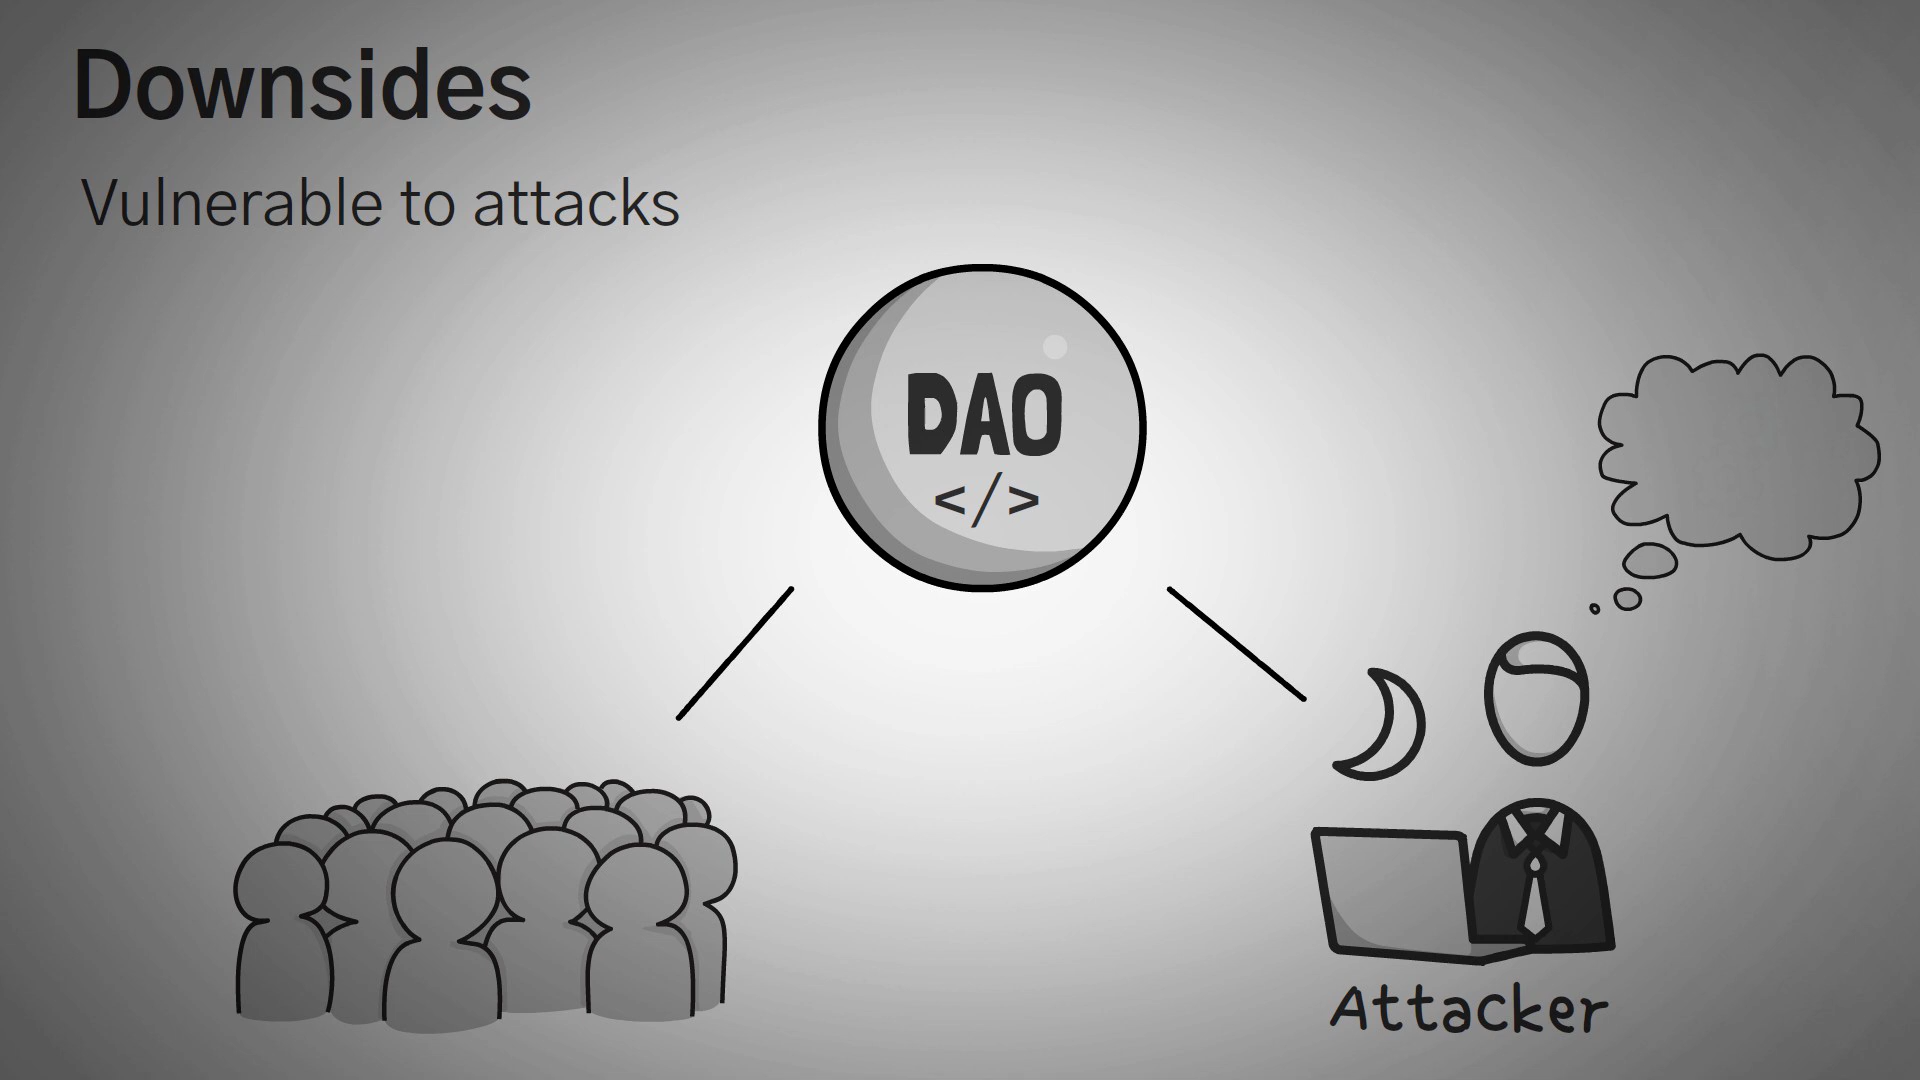 Downsides
Vulnerable to attacks
DAO
</>
Attacker